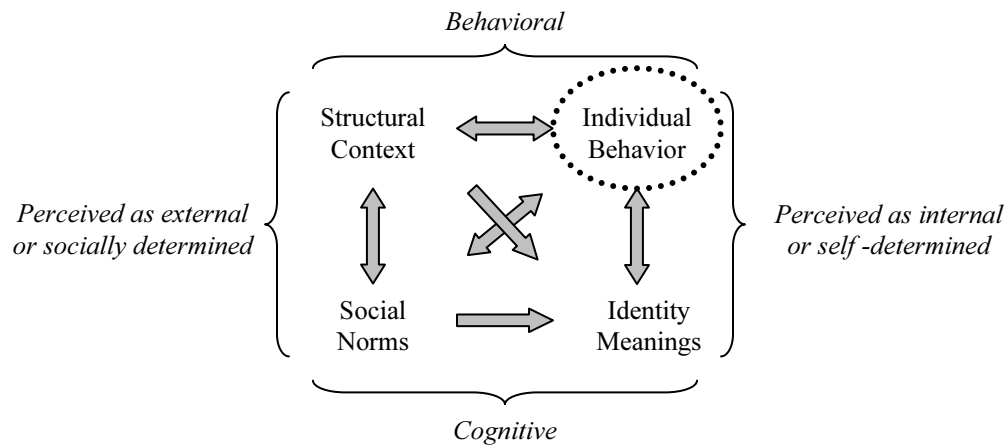 Behavioral
Structural
Context
Individual
Behavior
Perceived as external
or socially determined
Perceived as internal
or self -determined
Social
Norms
Identity
Meanings
Cognitive